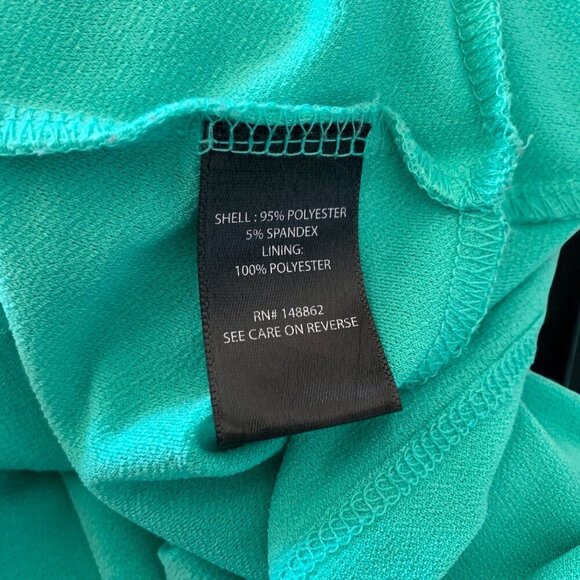 SHELL : 95% POLYESTER
5% SPANDEX
LINING:
100% POLYESTER
RN# 148862
SEE CARE ON REVERSE